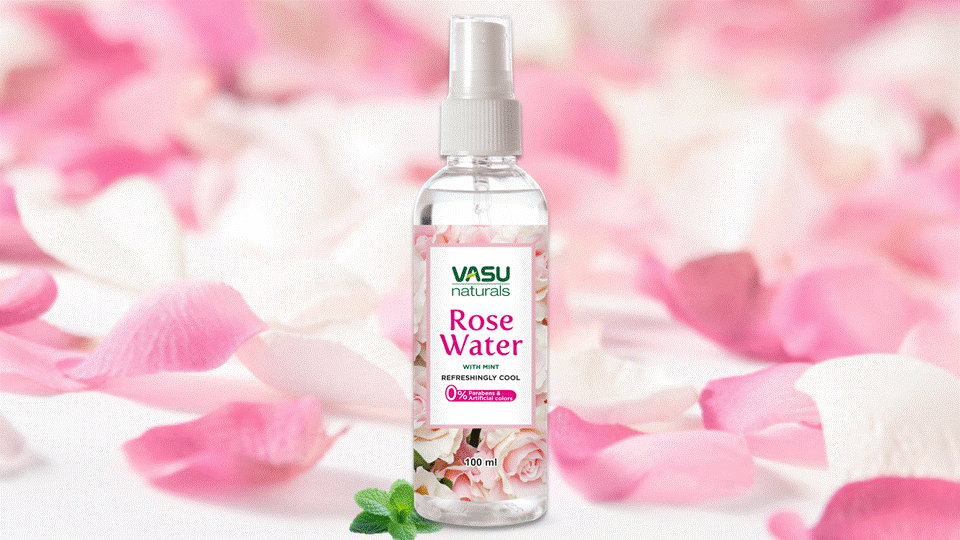 VASU
naturals
Rose
Water
WITH MINT
REFRESHINGLY COOL
0% Parabens &
Artificial colors
100 ml